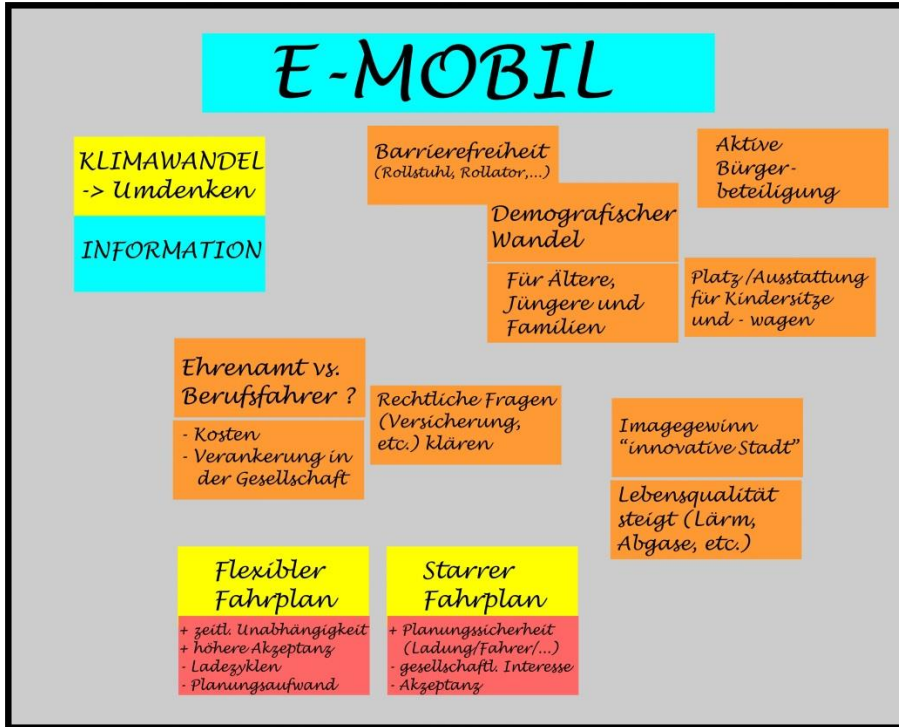 E-MOBIL
KLIMAWANDEL
-> Umdenken
INFORMATION
Barrierefreiheit
(Rollstuhl, Rollator,...)
Demografischer
Wandel
Für Ältere,
Jüngere und
Familien
Aktive
Bürger-
beteiligung
Platz /Ausstattung
für Kindersitze
und - wagen
Ehrenamt vs.
Berufsfahrer ?
- Kosten
- Verankerung in
der Gesellschaft
Rechtliche Fragen
(Versicherung,
etc.) klären
Imagegewinn
"innovative Stadt"
Lebensqualität
steigt (Lärm,
Abgase, etc.)
Flexibler
Fahrplan
+ zeitl. Unabhängigkeit
+ höhere Akzeptanz
- Ladezyklen
- Planungsaufwand
Starrer
Fahrplan
+ Planungssicherheit
(Ladung/Fahrer/...)
- gesellschaftl. Interesse
- Akzeptanz